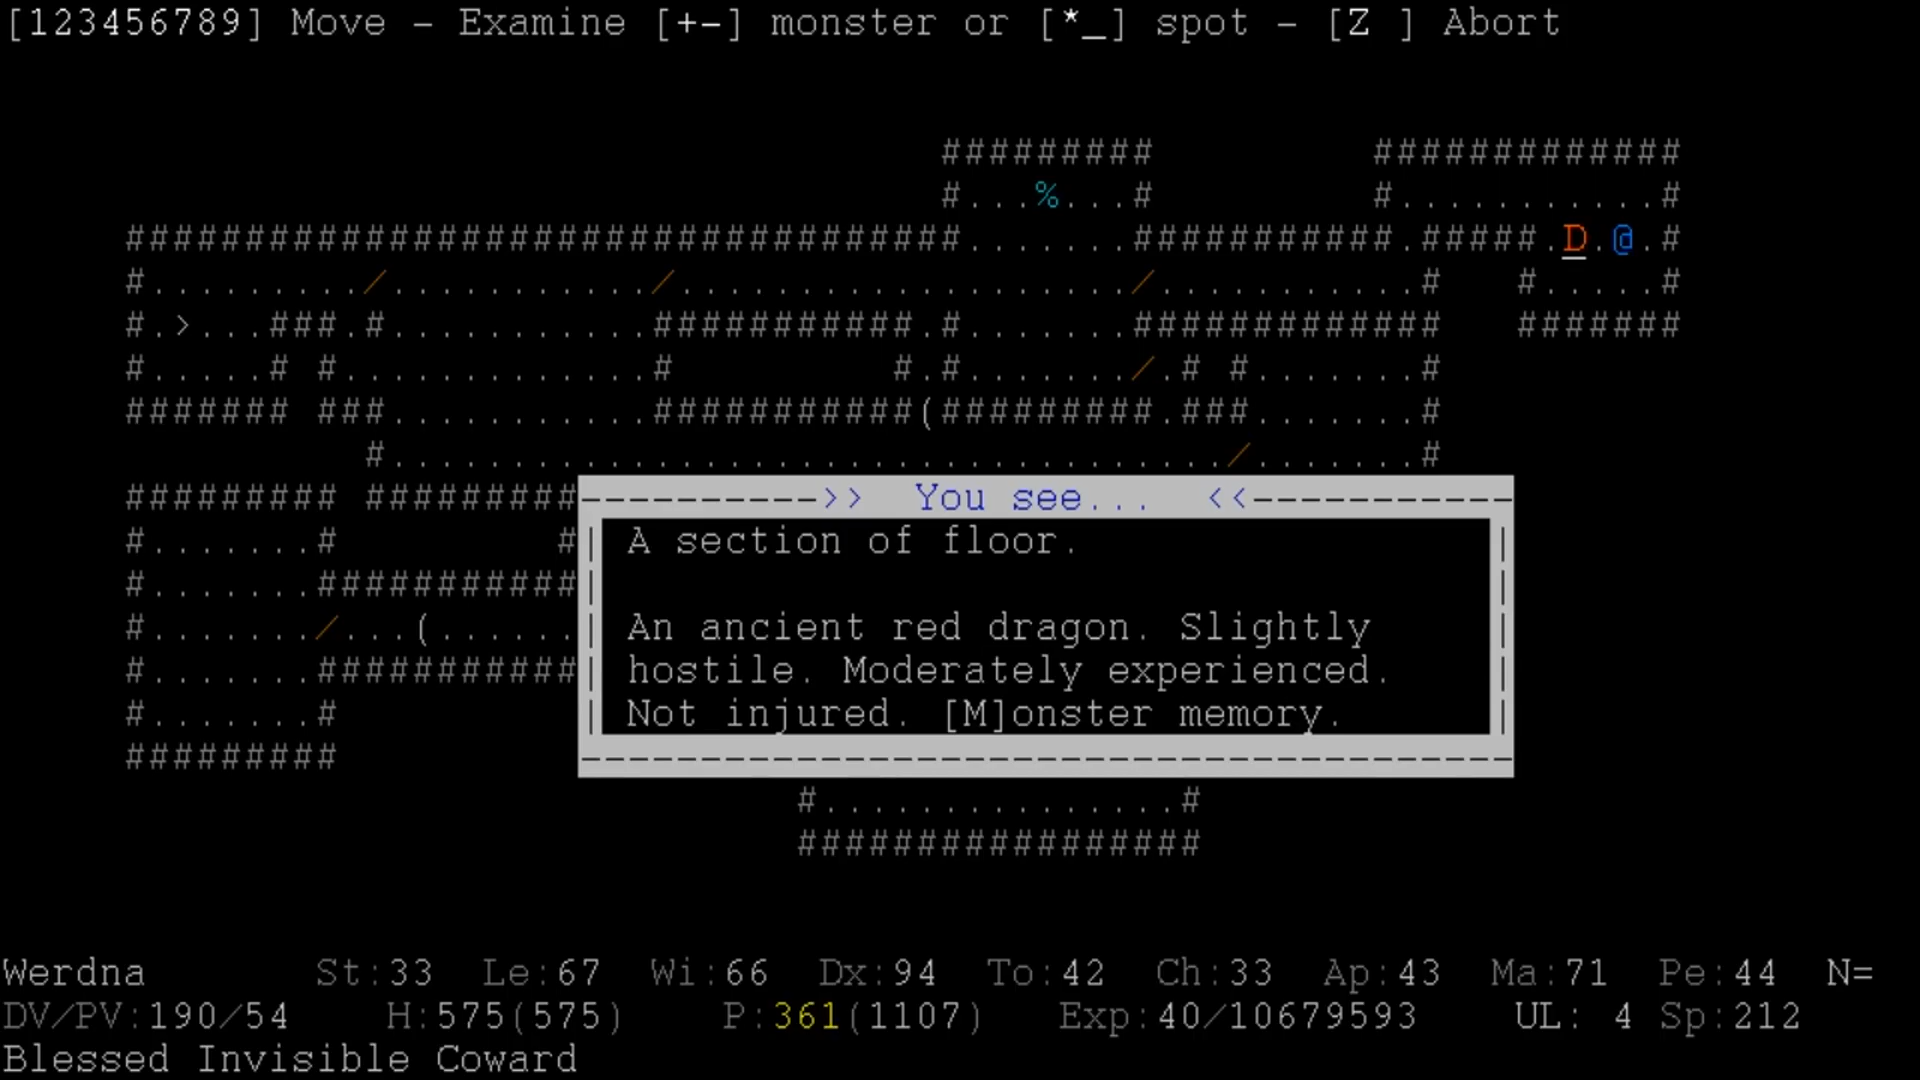 [123456789] Move - Examine [+-] monster or [*_] spot - [Z ] Abort
#########         #############
#...%...#         #...........#
###################################.......###########.#####.D.@.#
#........./.........../.................../...........#   #.....#
#.>...###.#...........###########.#.......#############   #######
#.....# #.............#         #.#......./.# #.......#
####### ###...........###########(#########.###.......#
#.................................../.......#
######### #########
---------->>  You see...  <<-----------
#.......#         #
A section of floor.
#.......###########
#......./...(......
An ancient red dragon. Slightly
#.......###########
hostile. Moderately experienced.
#.......#
Not injured. [M]onster memory.
#########
---------------------------------------
#...............#
#################
Werdna       St:33  Le:67  Wi:66  Dx:94  To:42  Ch:33  Ap:43  Ma:71  Pe:44  N=
DV/PV:190/54    H:575(575)    P:361(1107)   Exp:40/10679593    UL: 4 Sp:212
Blessed Invisible Coward